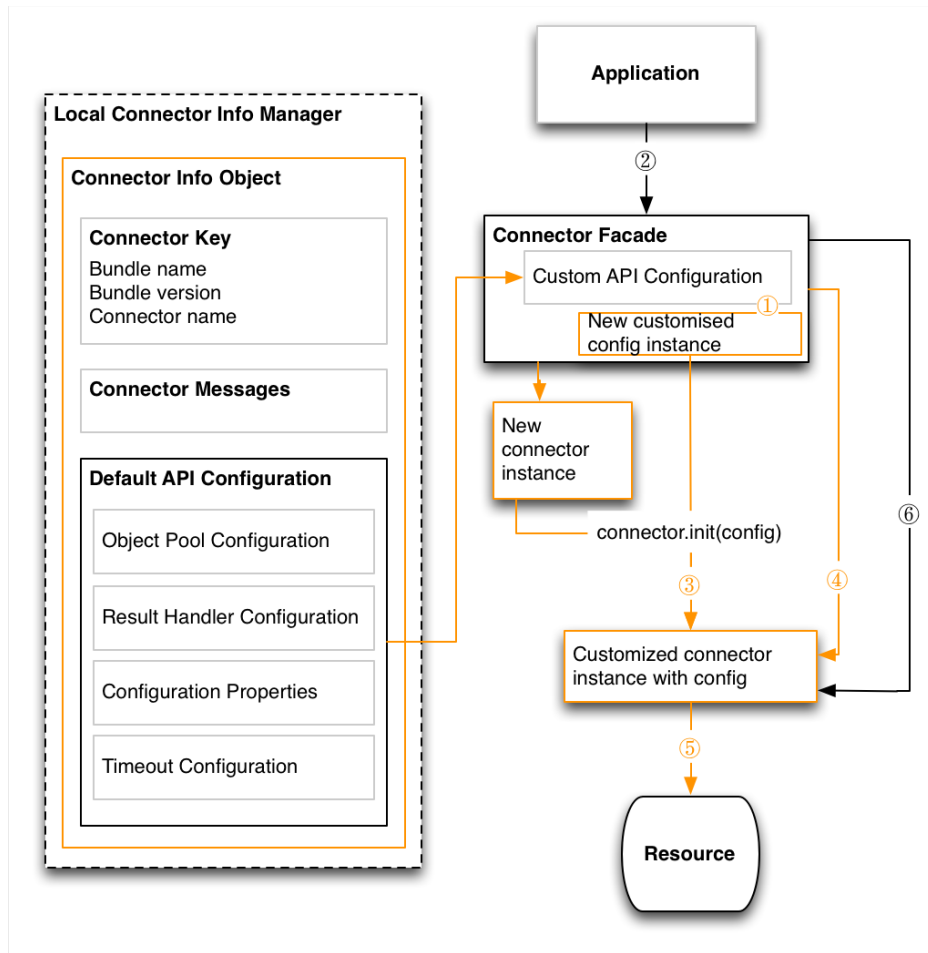 Application
Local Connector Info Manager
②
Connector Info Object
Connector Key
Bundle name
Bundle version
Connector name
Connector Facade
Custom API Configuration
①
New customised
config instance
Connector Messages
New
connector
instance
Default API Configuration
Object Pool Configuration
Result Handler Configuration
Configuration Properties
Timeout Configuration
connector.init(config)
⑥
③
④
Customized connector
instance with config
⑤
Resource